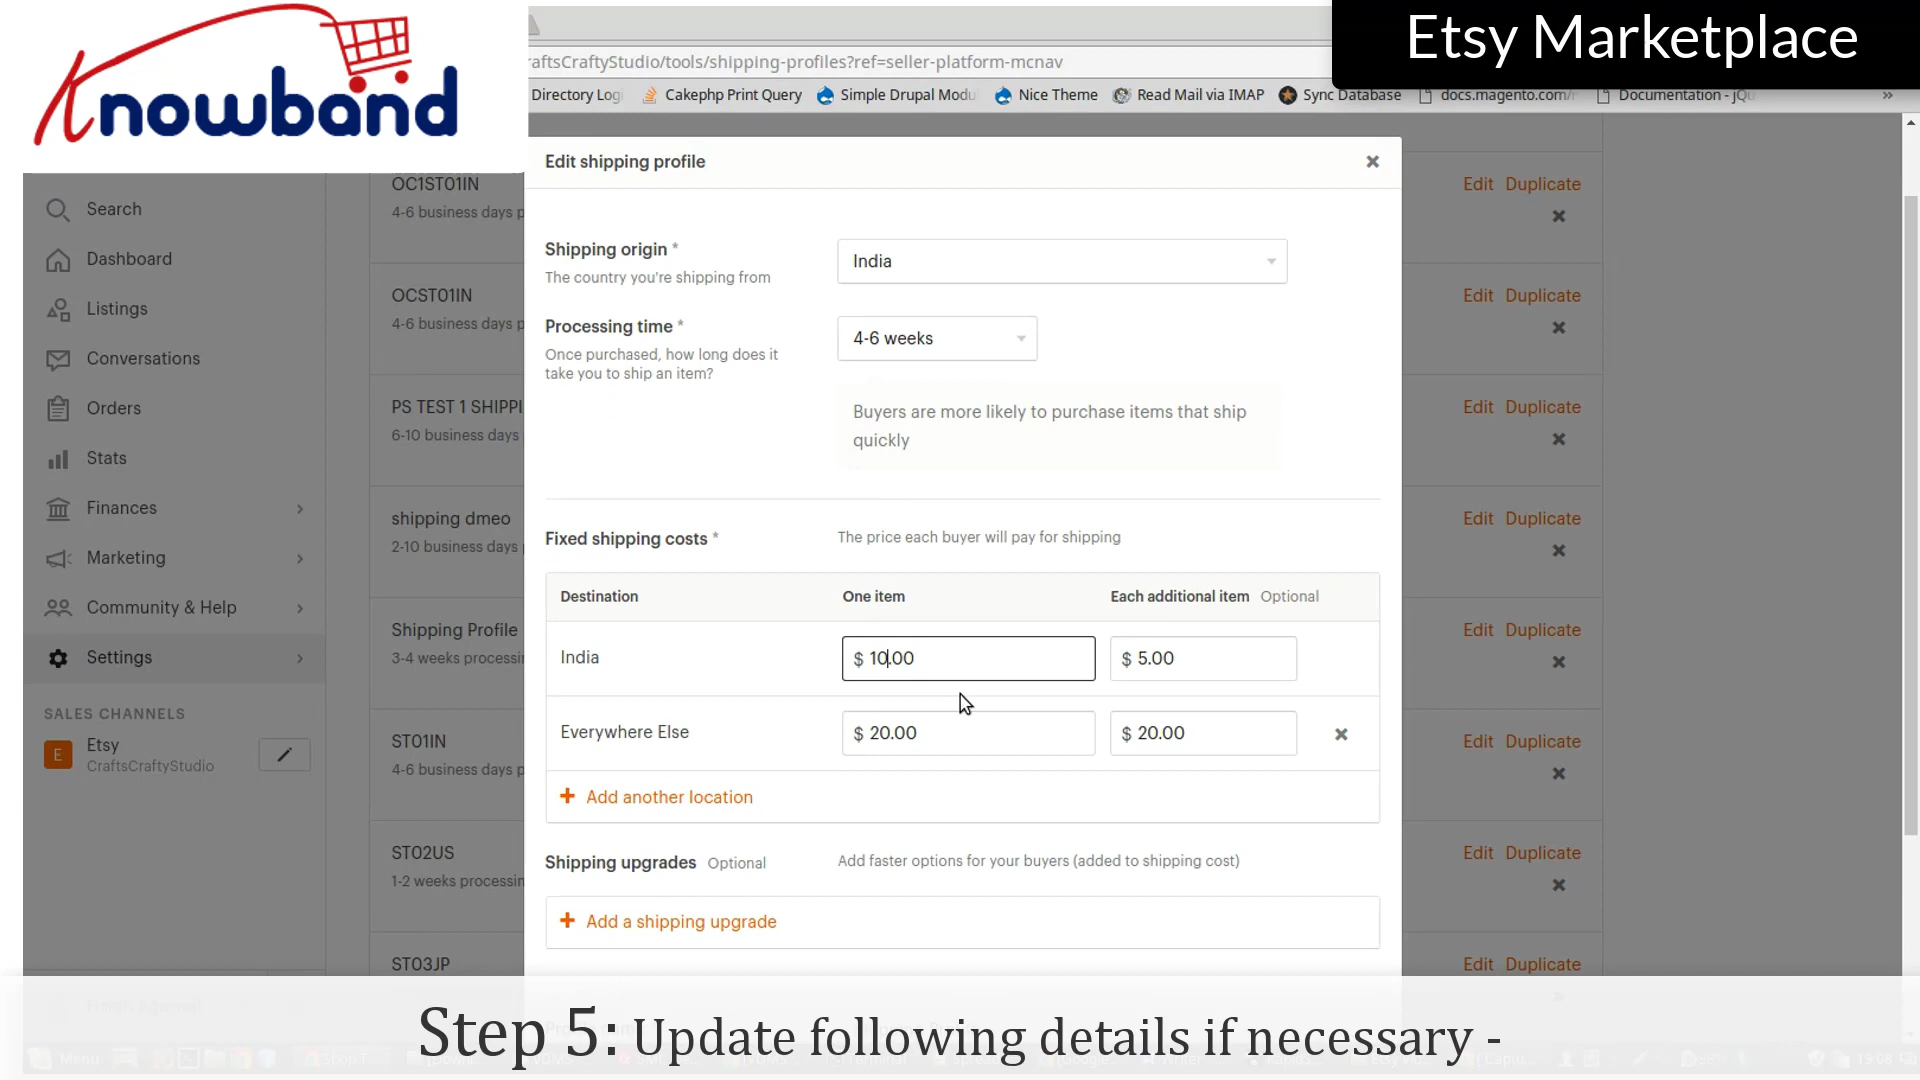 Knowband
Etsy Marketplace
raftsCraftyStudio/tools/shipping-profiles?ref=seller-platform-mcnav
Directory Logi Cakephp Print Query Simple Drupal Modu Nice Theme Read Mail via IMAP Sync Database docs.magento.com/ Documentation - jQu »
Edit shipping profile
Search
Dashboard
Listings
Conversations
Orders
Stats
Finances
Marketing
Community & Help
Settings
SALES CHANNELS
E Etsy
CraftsCraftyStudio
OC1ST01IN
4-6 business days p
Edit Duplicate
OCST01IN
4-6 business days p
Edit Duplicate
PS TEST 1 SHIPPI
6-10 business days
Edit Duplicate
shipping dmeo
2-10 business days
Edit Duplicate
Shipping Profile
3-4 weeks processi
Edit Duplicate
ST01IN
4-6 business days p
Edit Duplicate
ST02US
1-2 weeks processin
Edit Duplicate
ST03JP
Edit Duplicate
Shipping origin *
The country you're shipping from
India
Processing time *
Once purchased, how long does it
take you to ship an item?
4-6 weeks
Buyers are more likely to purchase items that ship
quickly
Fixed shipping costs * The price each buyer will pay for shipping
Destination One item Each additional item Optional
India $ 10.00 $ 5.00
Everywhere Else $ 20.00 $ 20.00
+ Add another location
Shipping upgrades Optional Add faster options for your buyers (added to shipping cost)
+ Add a shipping upgrade
Step 5: Update following details if necessary -
Menu
19:08